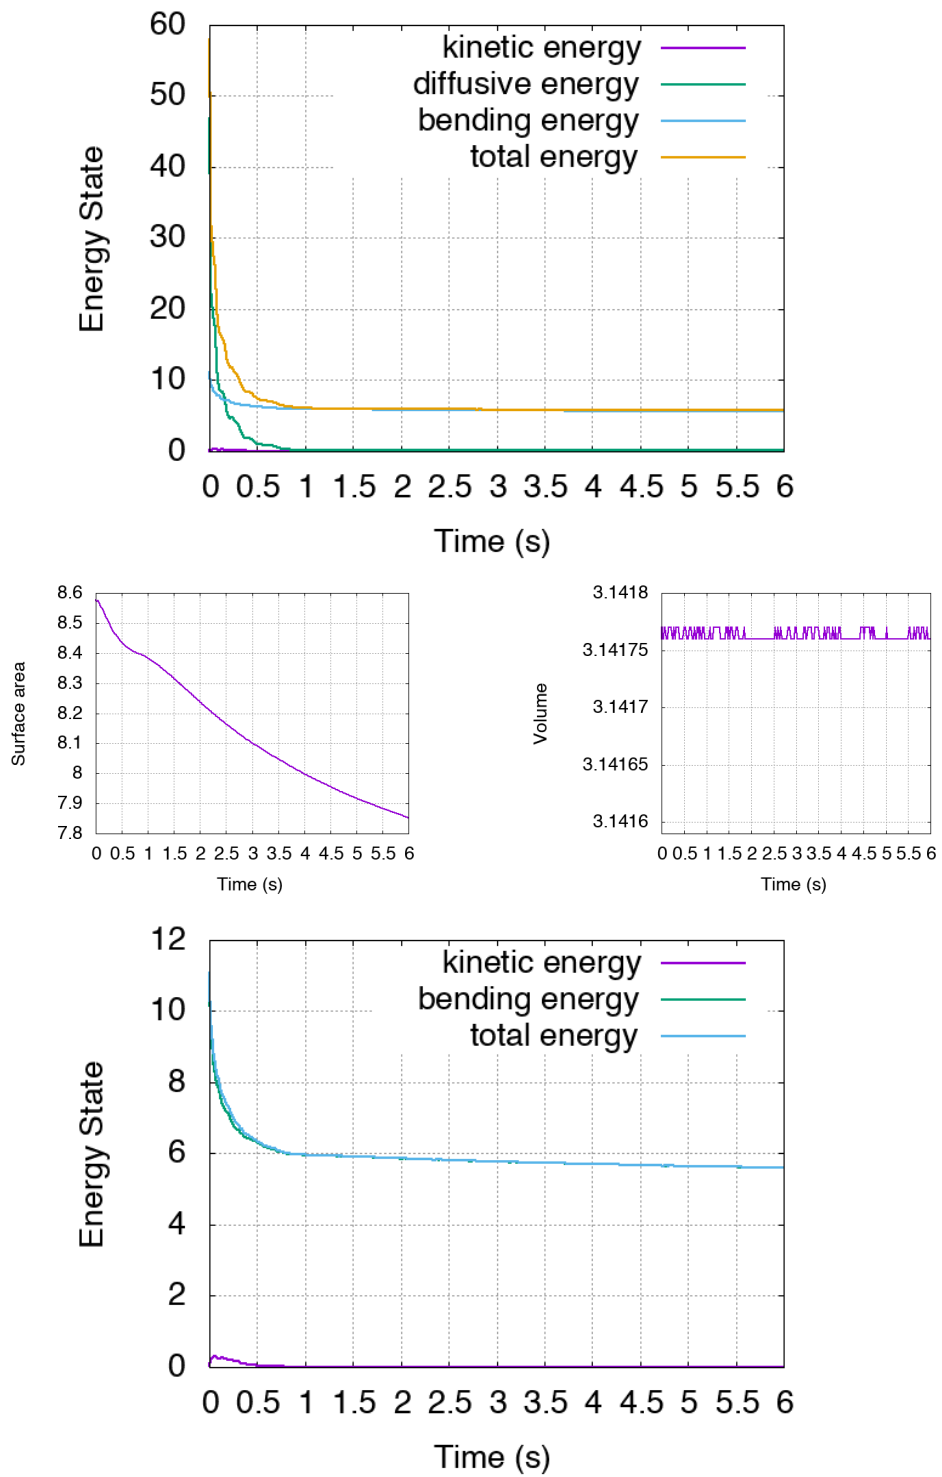 60
50
40
30
20
10
0
Energy State
kinetic energy
diffusive energy
bending energy
total energy
0 0.5 1 1.5 2 2.5 3 3.5 4 4.5 5 5.5 6
Time (s)
8.6
8.5
8.4
8.3
8.2
8.1
8
7.9
7.8
Surface area
0 0.5 1 1.5 2 2.5 3 3.5 4 4.5 5 5.5 6
Time (s)
3.1418
3.14175
3.1417
3.14165
3.1416
Volume
0 0.5 1 1.5 2 2.5 3 3.5 4 4.5 5 5.5 6
Time (s)
12
10
8
6
4
2
0
Energy State
kinetic energy
bending energy
total energy
0 0.5 1 1.5 2 2.5 3 3.5 4 4.5 5 5.5 6
Time (s)